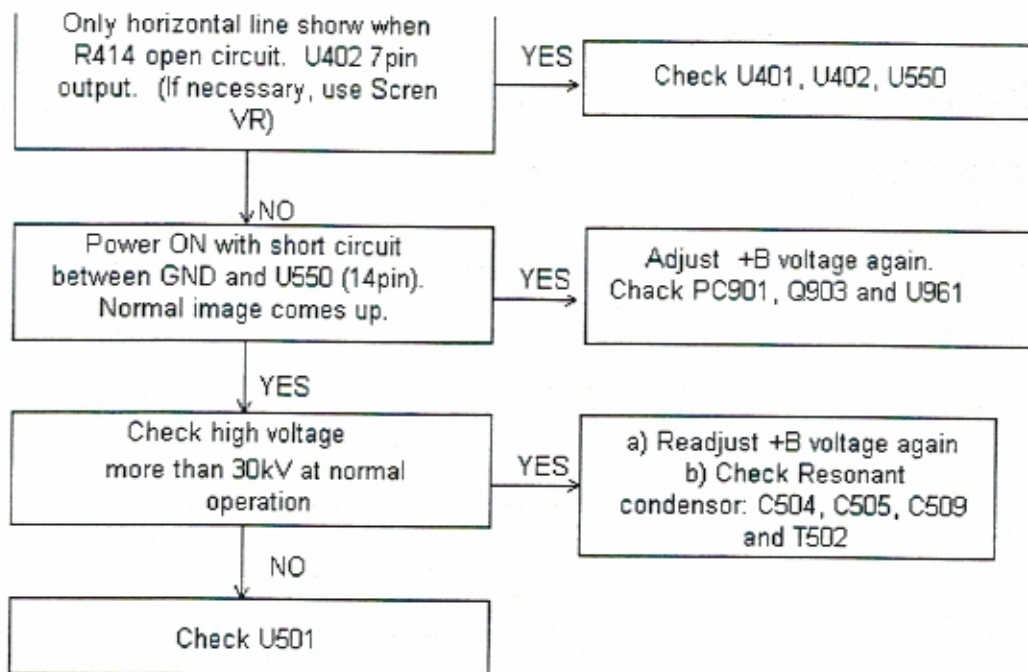 Only horizontal line shorw when
R414 open circuit. U402 7pin
output. (If necessary, use Scren
VR)
YES
Check U401, U402, U550
NO
Power ON with short circuit
between GND and U550 (14pin).
Normal image comes up.
YES
Adjust +B voltage again.
Chack PC901, Q903 and U961
YES
Check high voltage
more than 30kV at normal
operation
YES
a) Readjust +B voltage again
b) Check Resonant
condensor: C504, C505, C509
and T502
NO
Check U501